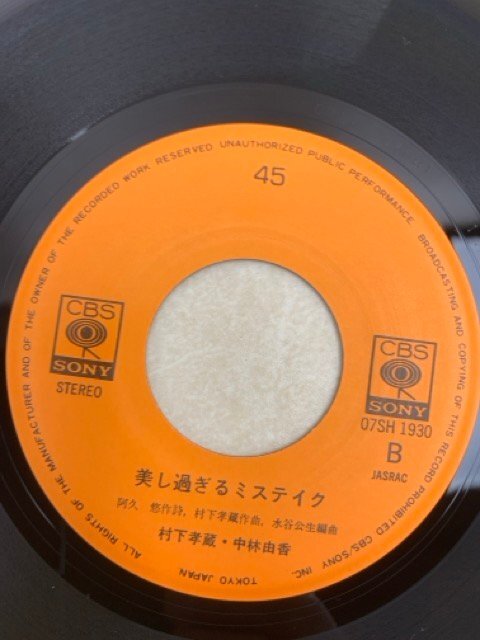 ALL RIGHTS OF THE MANUFACTURER AND OF THE OWNER OF THE RECORDED WORK RESERVED UNAUTHORIZED PUBLIC PERFORMANCE BROADCASTING AND COPYING OF THIS RECORD PROHIBITED CBS/SONY INC. TOKYO JAPAN
45
CBS
SONY
STEREO
CBS
SONY
07SH 1930
B
JASRAC
美し過ぎるミステイク
阿久 悠作詩, 村下孝蔵作曲, 水谷公生編曲
村下孝蔵・中林由香